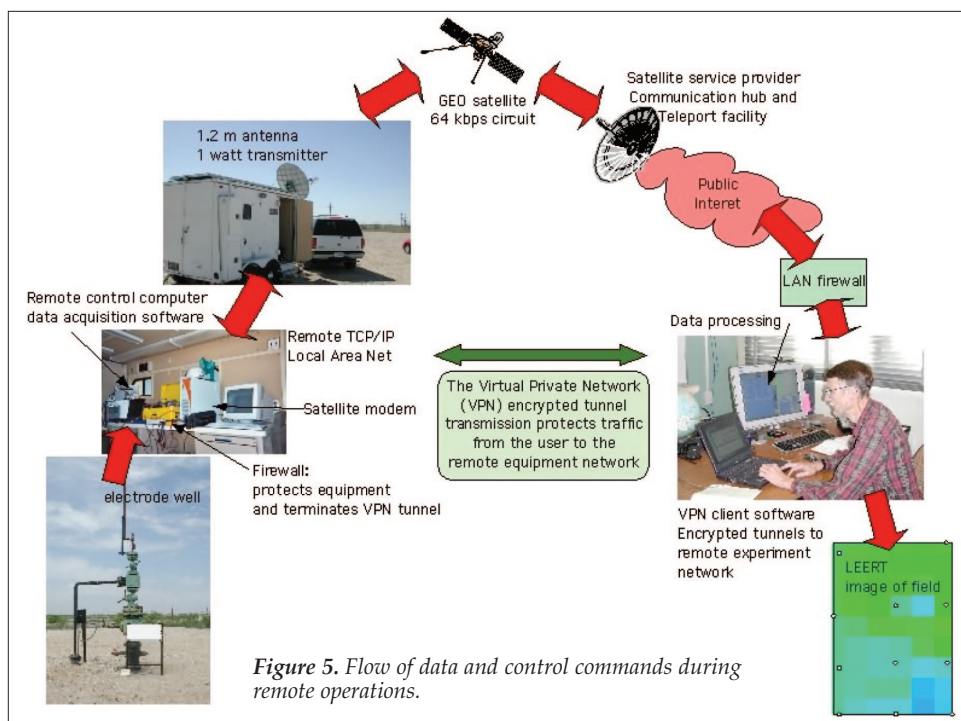 GEO satellite
64 kbps circuit
Satellite service provider
Communication hub and
Teleport facility
1.2 m antenna
1 watt transmitter
Public
Interet
LAN firewall
Remote control computer
data acquisition software
Remote TCP/IP
Local Area Net
Data processing
Satellite modem
The Virtual Private Network
(VPN) encrypted tunnel
transmission protects traffic
from the user to the
remote equipment network
Firewall:
protects equipment
and terminates VPN tunnel
electrode well
VPN client software
Encrypted tunnels to
remote experiment
network
LEERT
image of field
Figure 5. Flow of data and control commands during
remote operations.